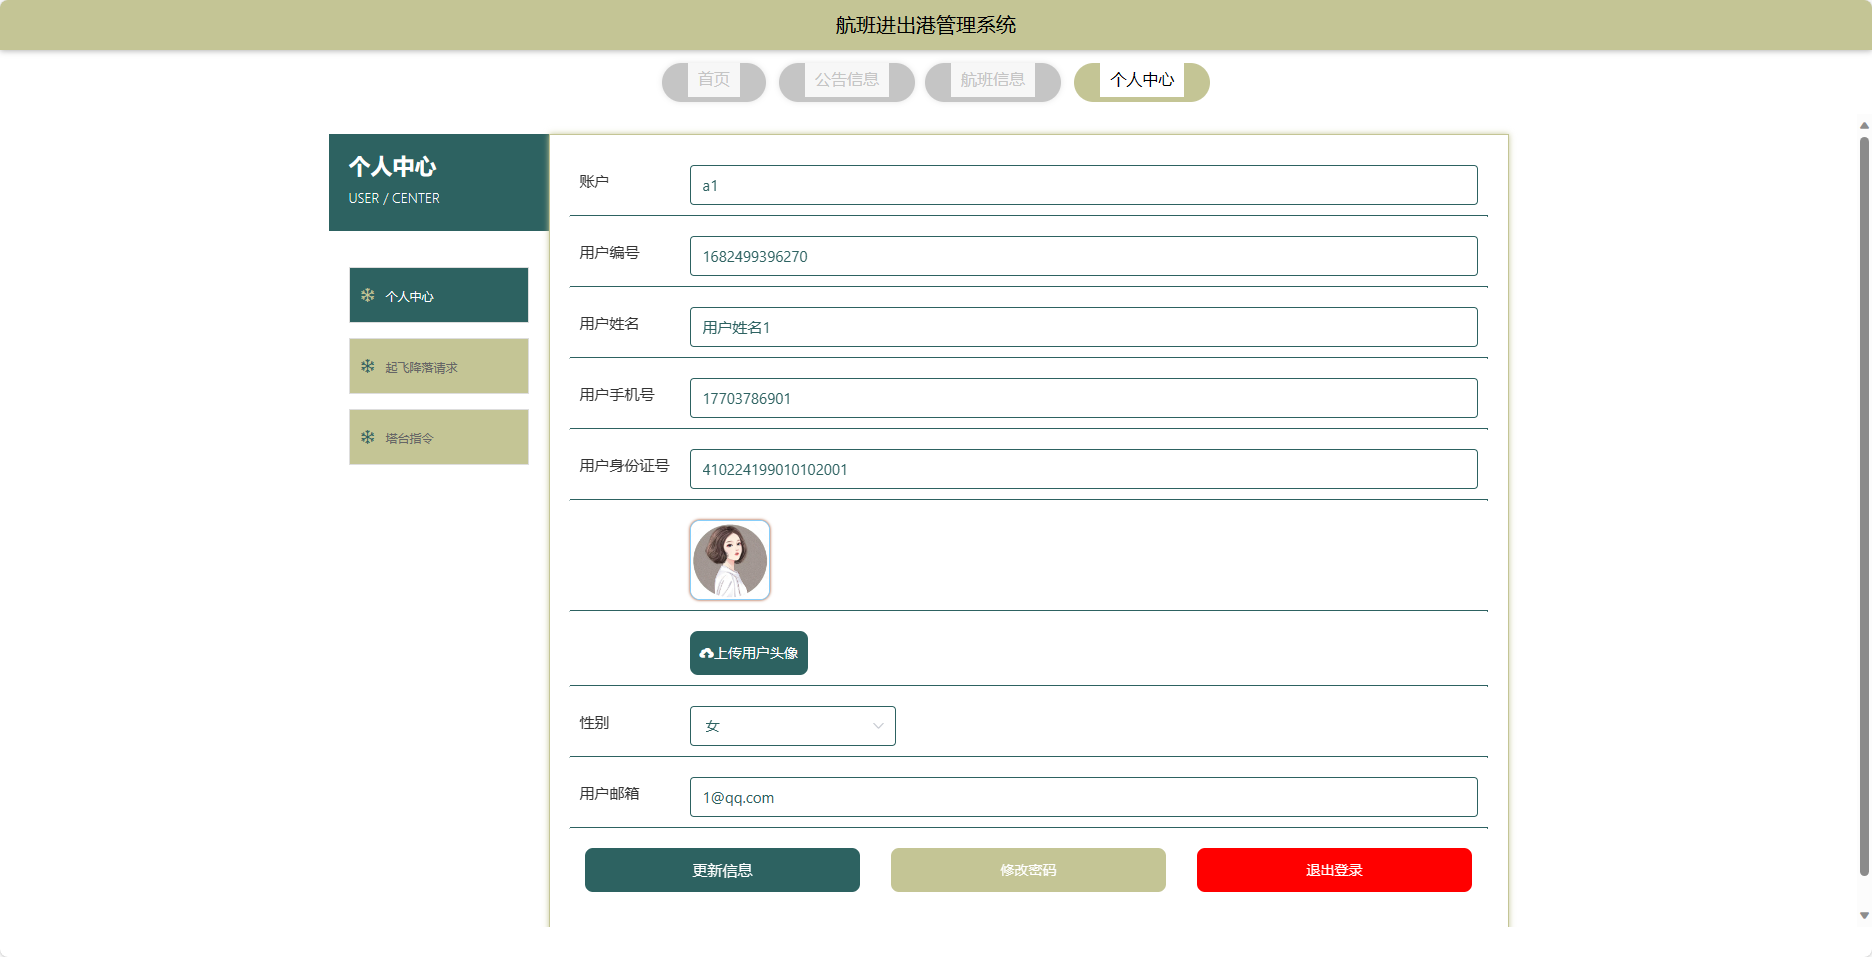 航班进出港管理系统
首页
公告信息
航班信息
个人中心
个人中心
USER / CENTER
个人中心
起飞降落请求
塔台指令
账户
a1
用户编号
1682499396270
用户姓名
用户姓名1
用户手机号
17703786901
用户身份证号
410224199010102001
上传用户头像
性别
女
用户邮箱
1@qq.com
更新信息
修改密码
退出登录